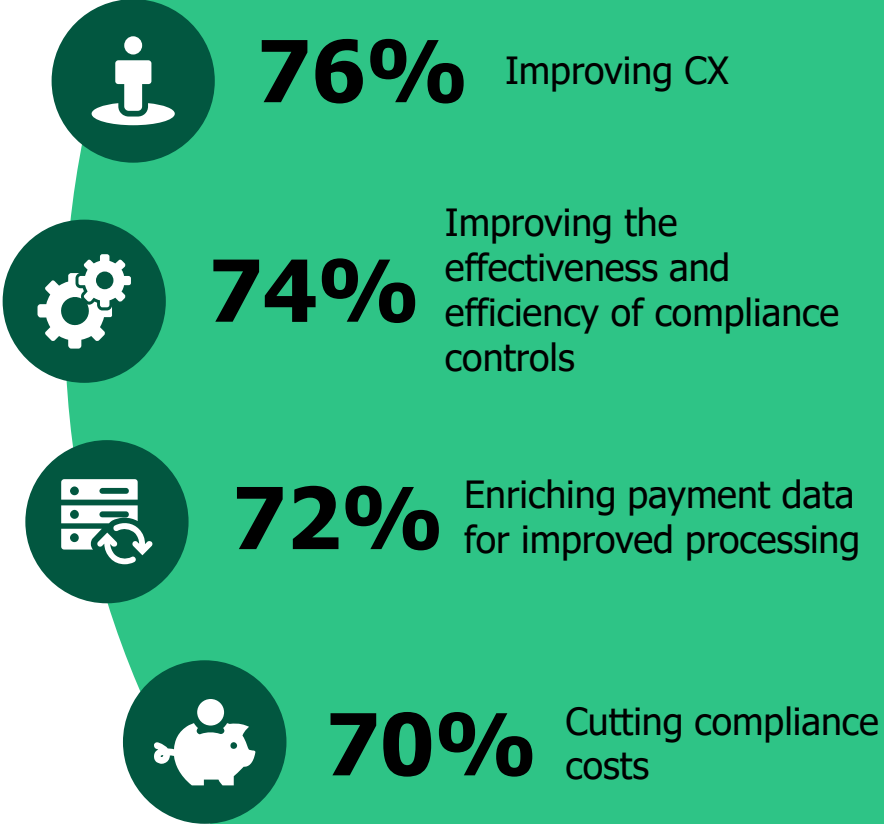 76%
Improving CX
74%
Improving the
effectiveness and
efficiency of compliance
controls
72%
Enriching payment data
for improved processing
70%
Cutting compliance
costs